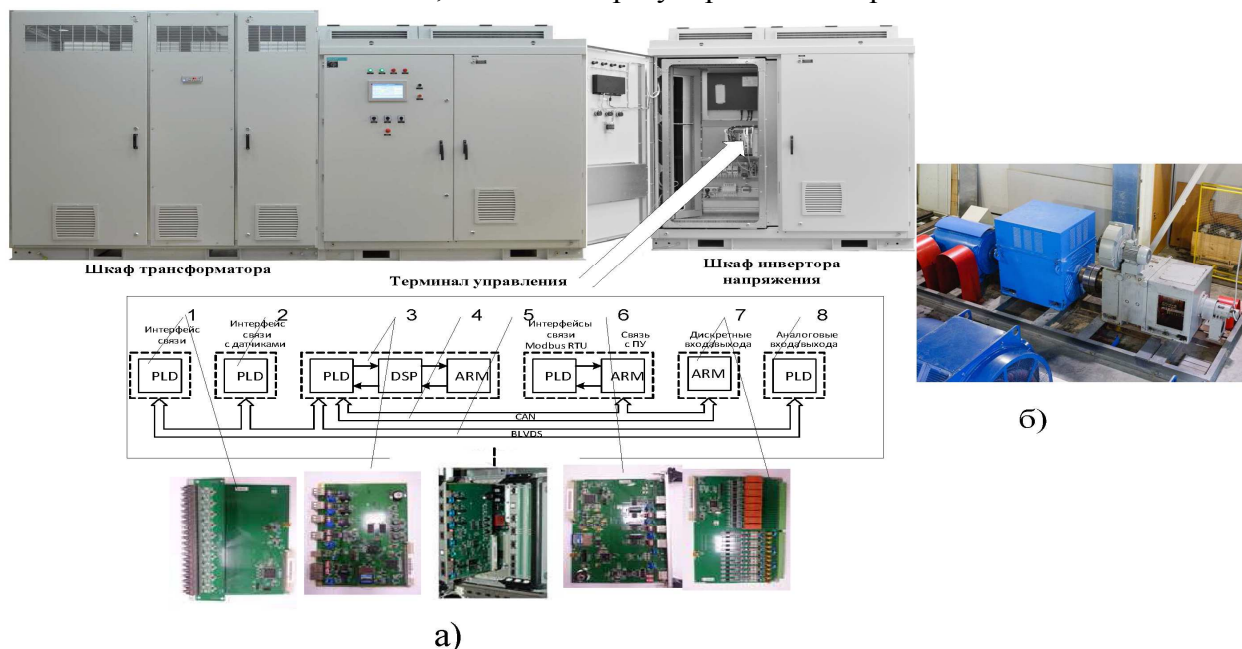 Шкаф трансформатора
Терминал управления
Шкаф инвертора
напряжения
1
2
3
4
5
6
7
8
Интерфейс
связи
Интерфейс
связи
с датчиками
Интерфейсы
связи
Modbus RTU
Связь
с ПУ
Дискретные
входа/выхода
Аналоговые
входа/выхода
PLD
PLD
PLD
DSP
ARM
PLD
ARM
ARM
PLD
CAN
BLVDS
а)
б)